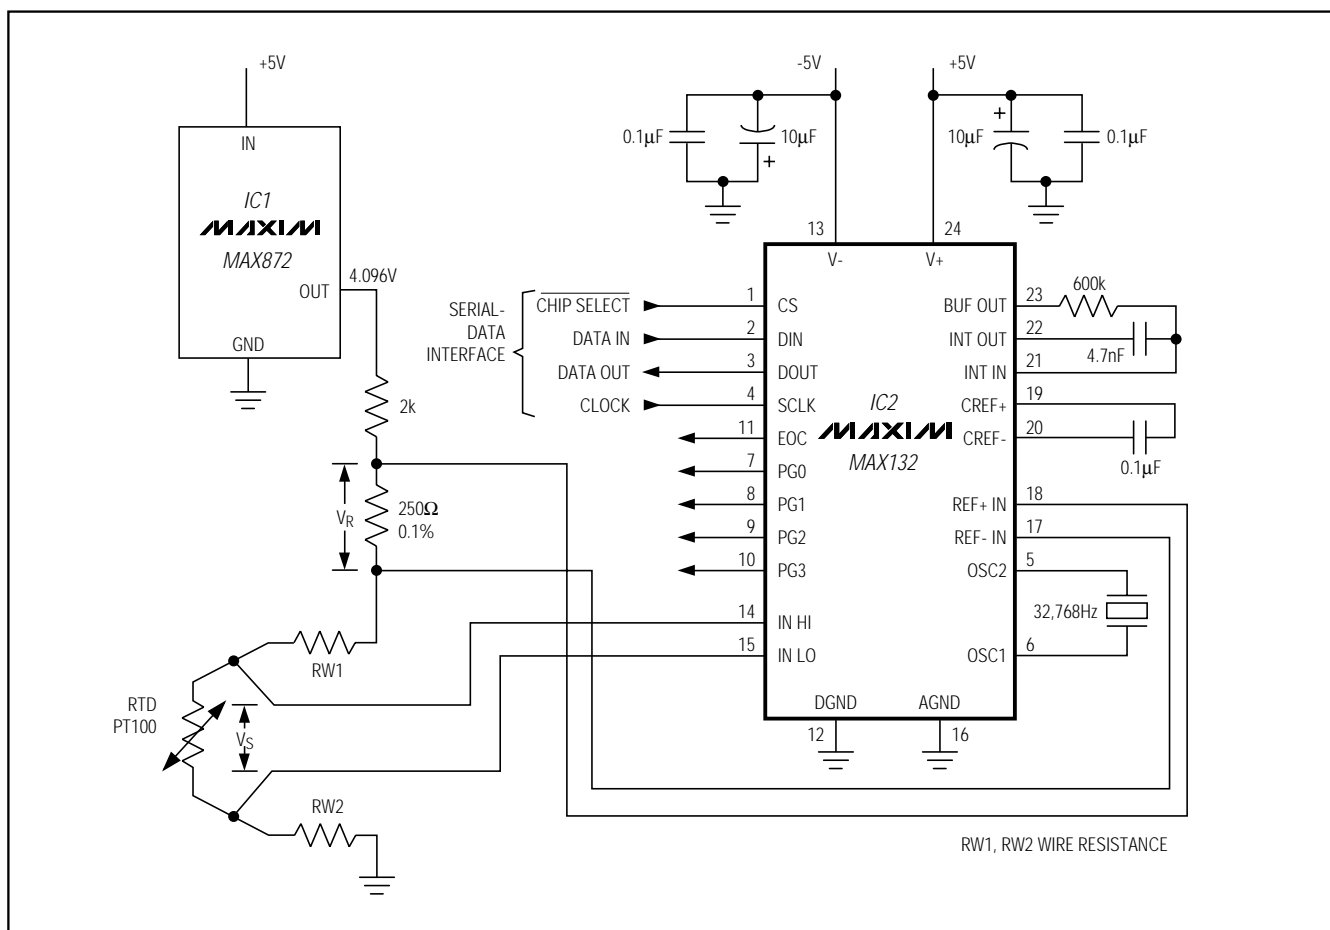 +5V
IN
IC1
MAXIM
MAX872
4.096V
OUT
GND
2k
VR
250Ω
0.1%
RW1
RTD
PT100
VS
RW2
-5V
+5V
0.1µF
10µF
+
+
10µF
0.1µF
13
24
V-
V+
SERIAL-
DATA
INTERFACE
CHIP SELECT
1
CS
DATA IN
2
DIN
DATA OUT
3
DOUT
CLOCK
4
SCLK
11
EOC
7
PG0
8
PG1
9
PG2
10
PG3
14
IN HI
15
IN LO
IC2
MAXIM
MAX132
BUF OUT
23
600k
INT OUT
22
4.7nF
INT IN
21
CREF+
19
CREF-
20
0.1µF
REF+ IN
18
REF- IN
17
OSC2
5
32,768Hz
OSC1
6
DGND
AGND
12
16
RW1, RW2 WIRE RESISTANCE